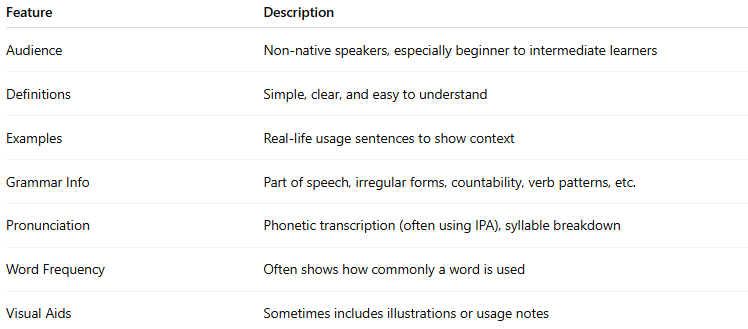 Feature Description
Audience Non-native speakers, especially beginner to intermediate learners
Definitions Simple, clear, and easy to understand
Examples Real-life usage sentences to show context
Grammar Info Part of speech, irregular forms, countability, verb patterns, etc.
Pronunciation Phonetic transcription (often using IPA), syllable breakdown
Word Frequency Often shows how commonly a word is used
Visual Aids Sometimes includes illustrations or usage notes